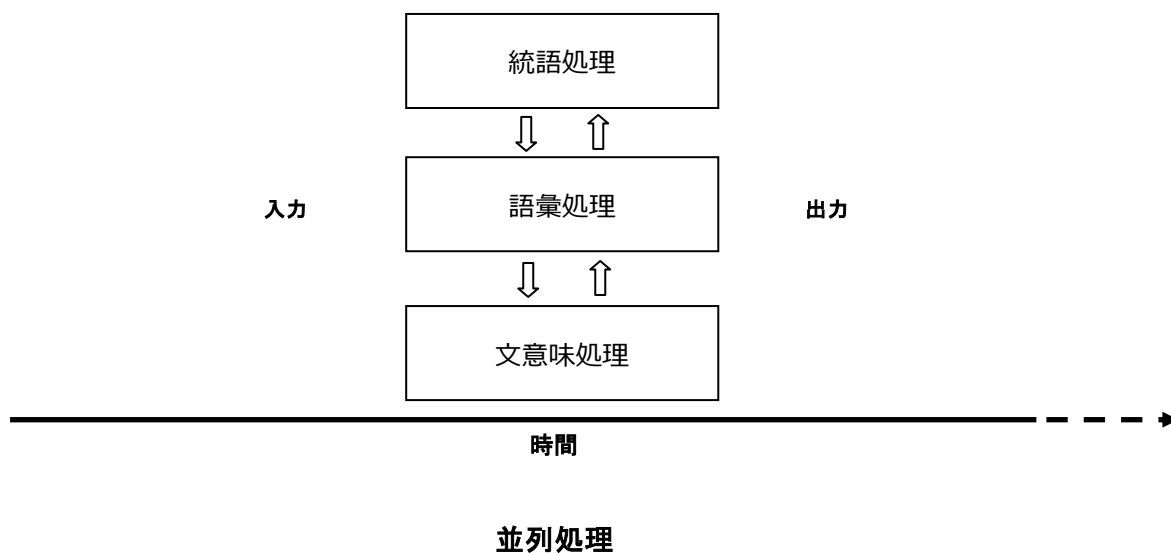 統語処理
入力
語彙処理
出力
文意味処理
時間
並列処理